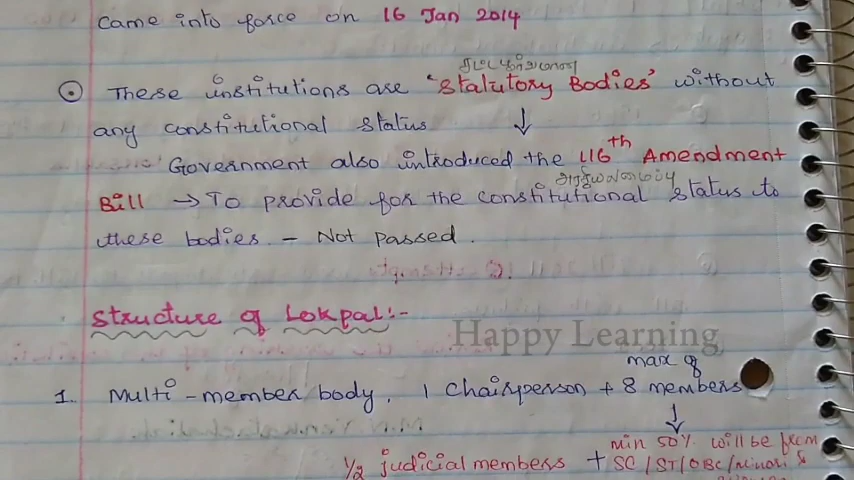 came into force on 16 Jan 2014
These institutions are 'Statutory Bodies' without
any constitutional status ↓
Government also introduced the 116th Amendment
அரசியலமைப்பு
Bill → To provide for the constitutional status to
these bodies - Not passed.
Structure of Lokpal:-
Happy Learning
max of
1. Multi-member body. 1 Chairperson + 8 members
↓
min 50% will be from
1/2 judicial members + SC/ST/OBC/Minori &